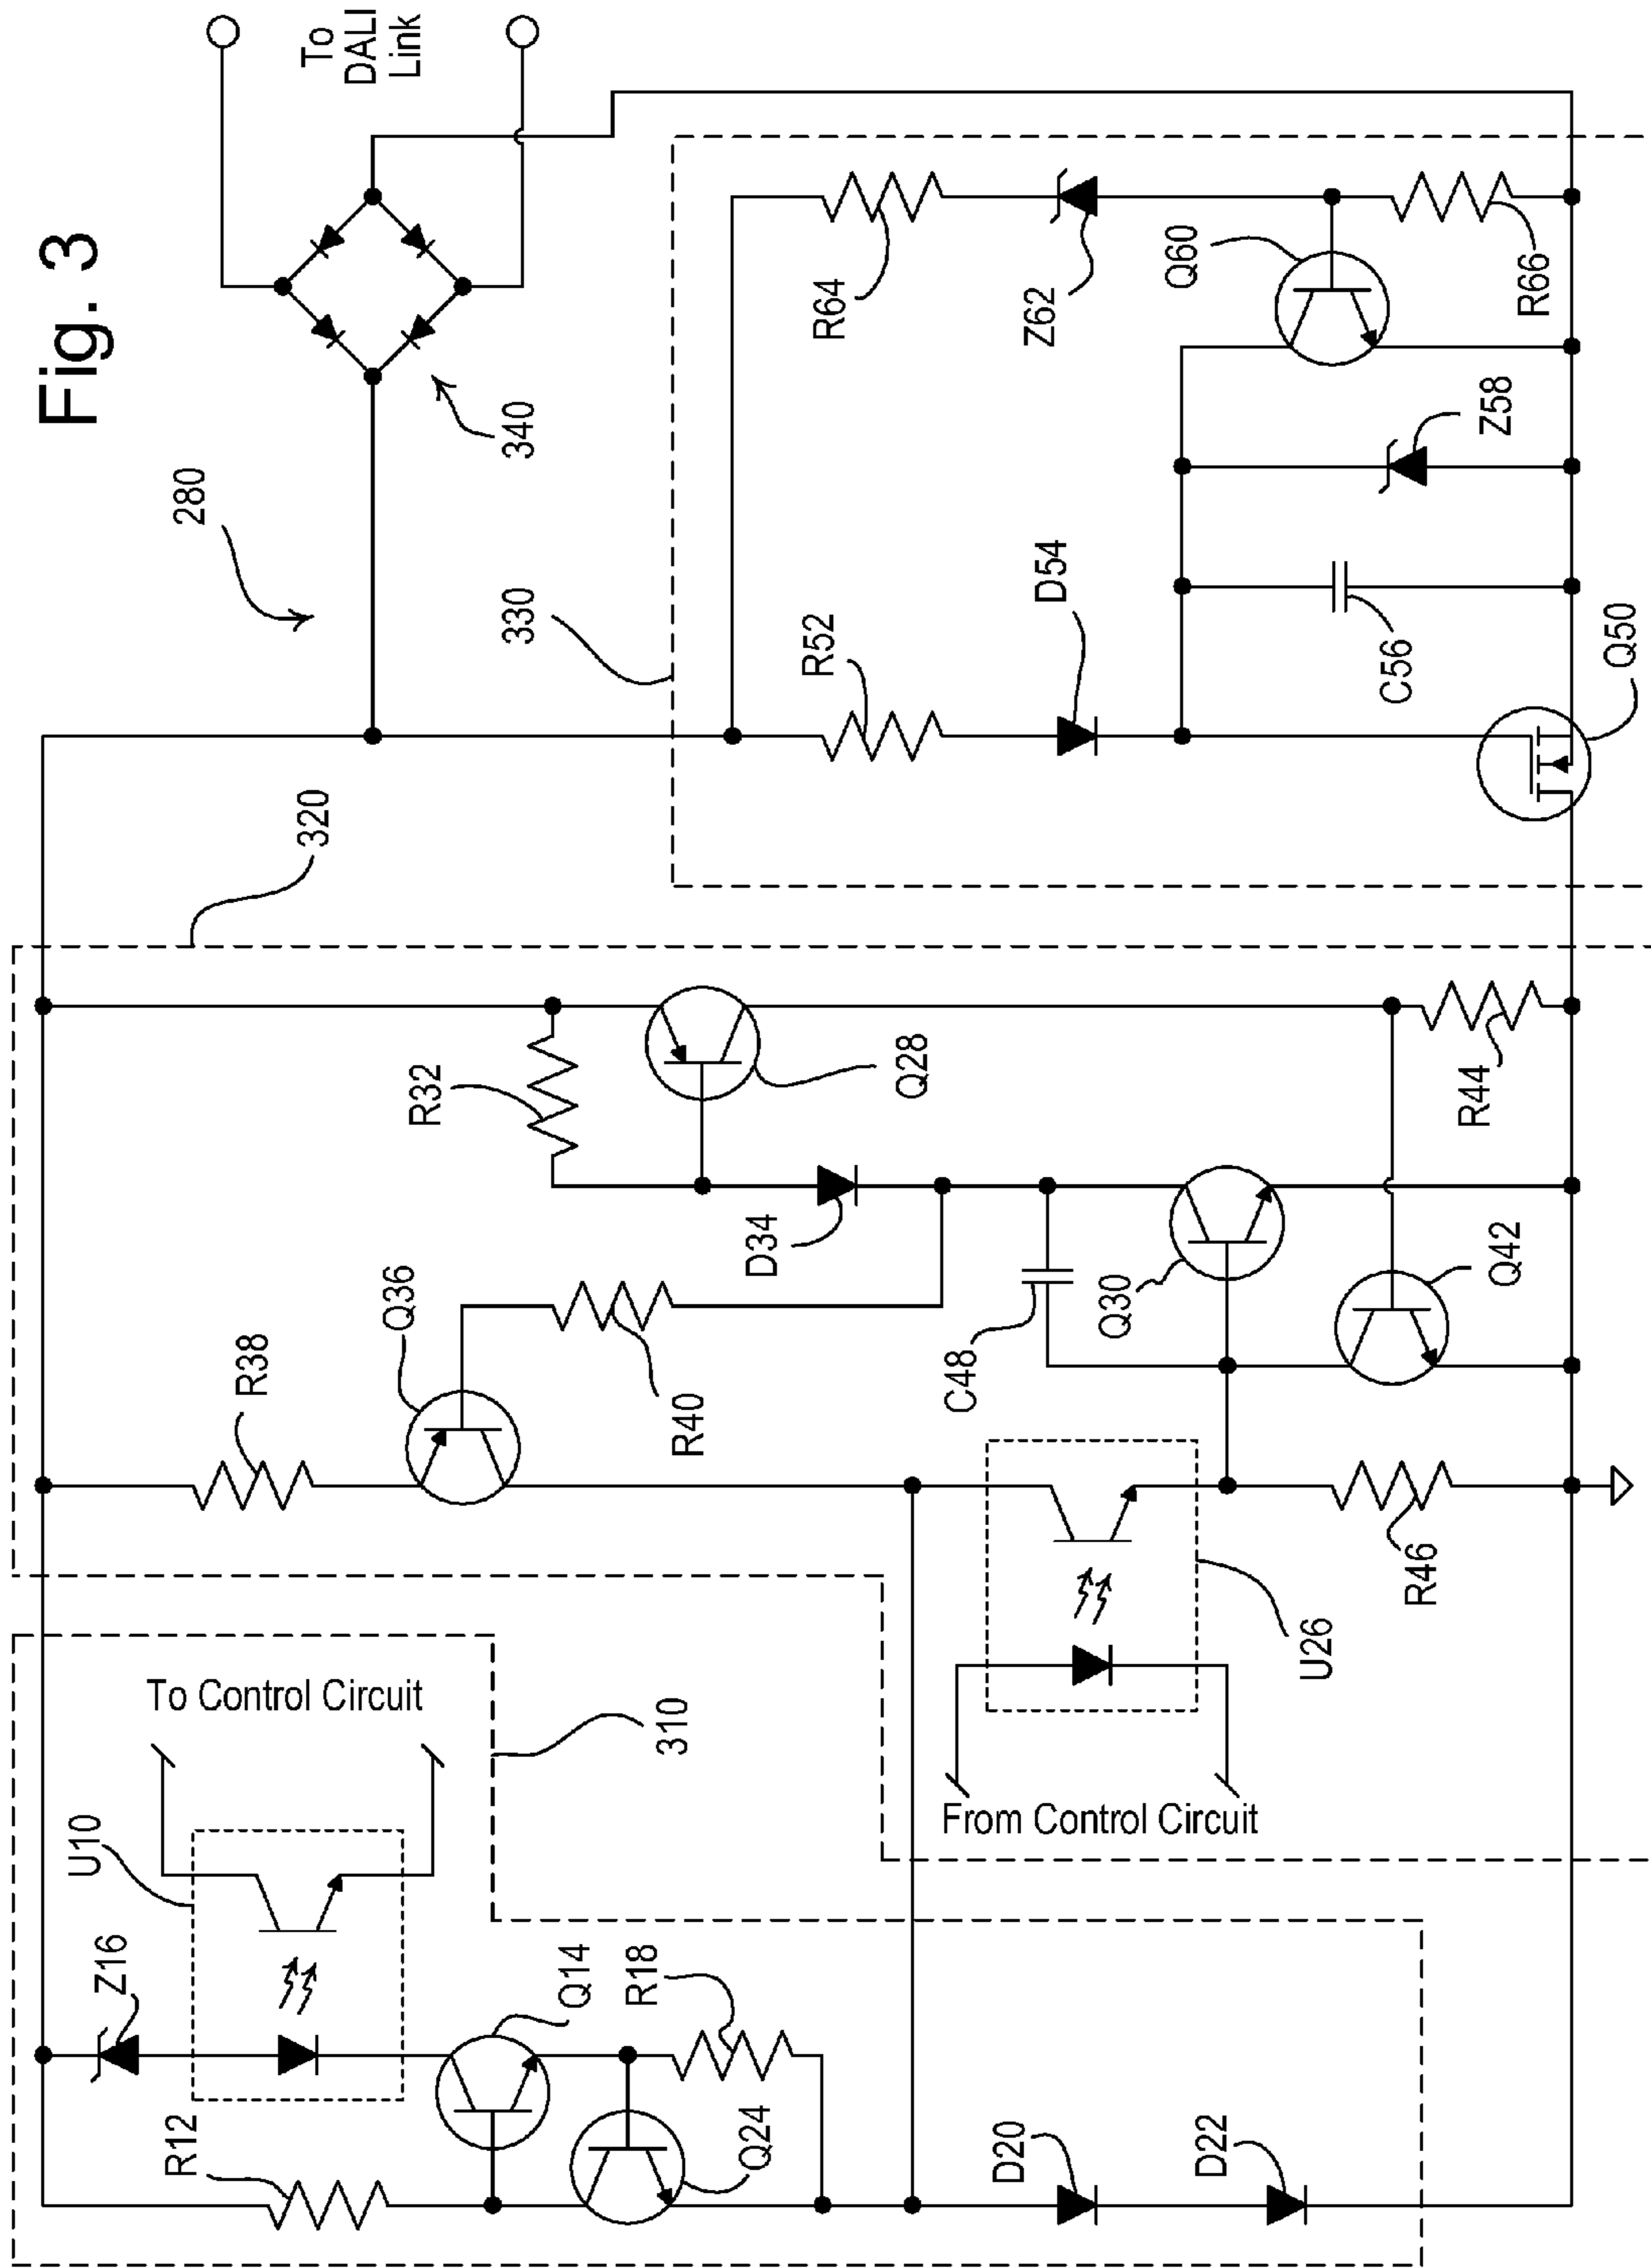 Fig. 3
To
DALI
Link
280
340
330
320
R52
D54
R64
Z62
Q60
R66
Z58
C56
Q50
R32
Q28
D34
R44
Q36
R38
R40
C48
Q30
Q42
R46
U26
From Control Circuit
To Control Circuit
310
U10
Z16
Q14
R18
R12
Q24
D20
D22